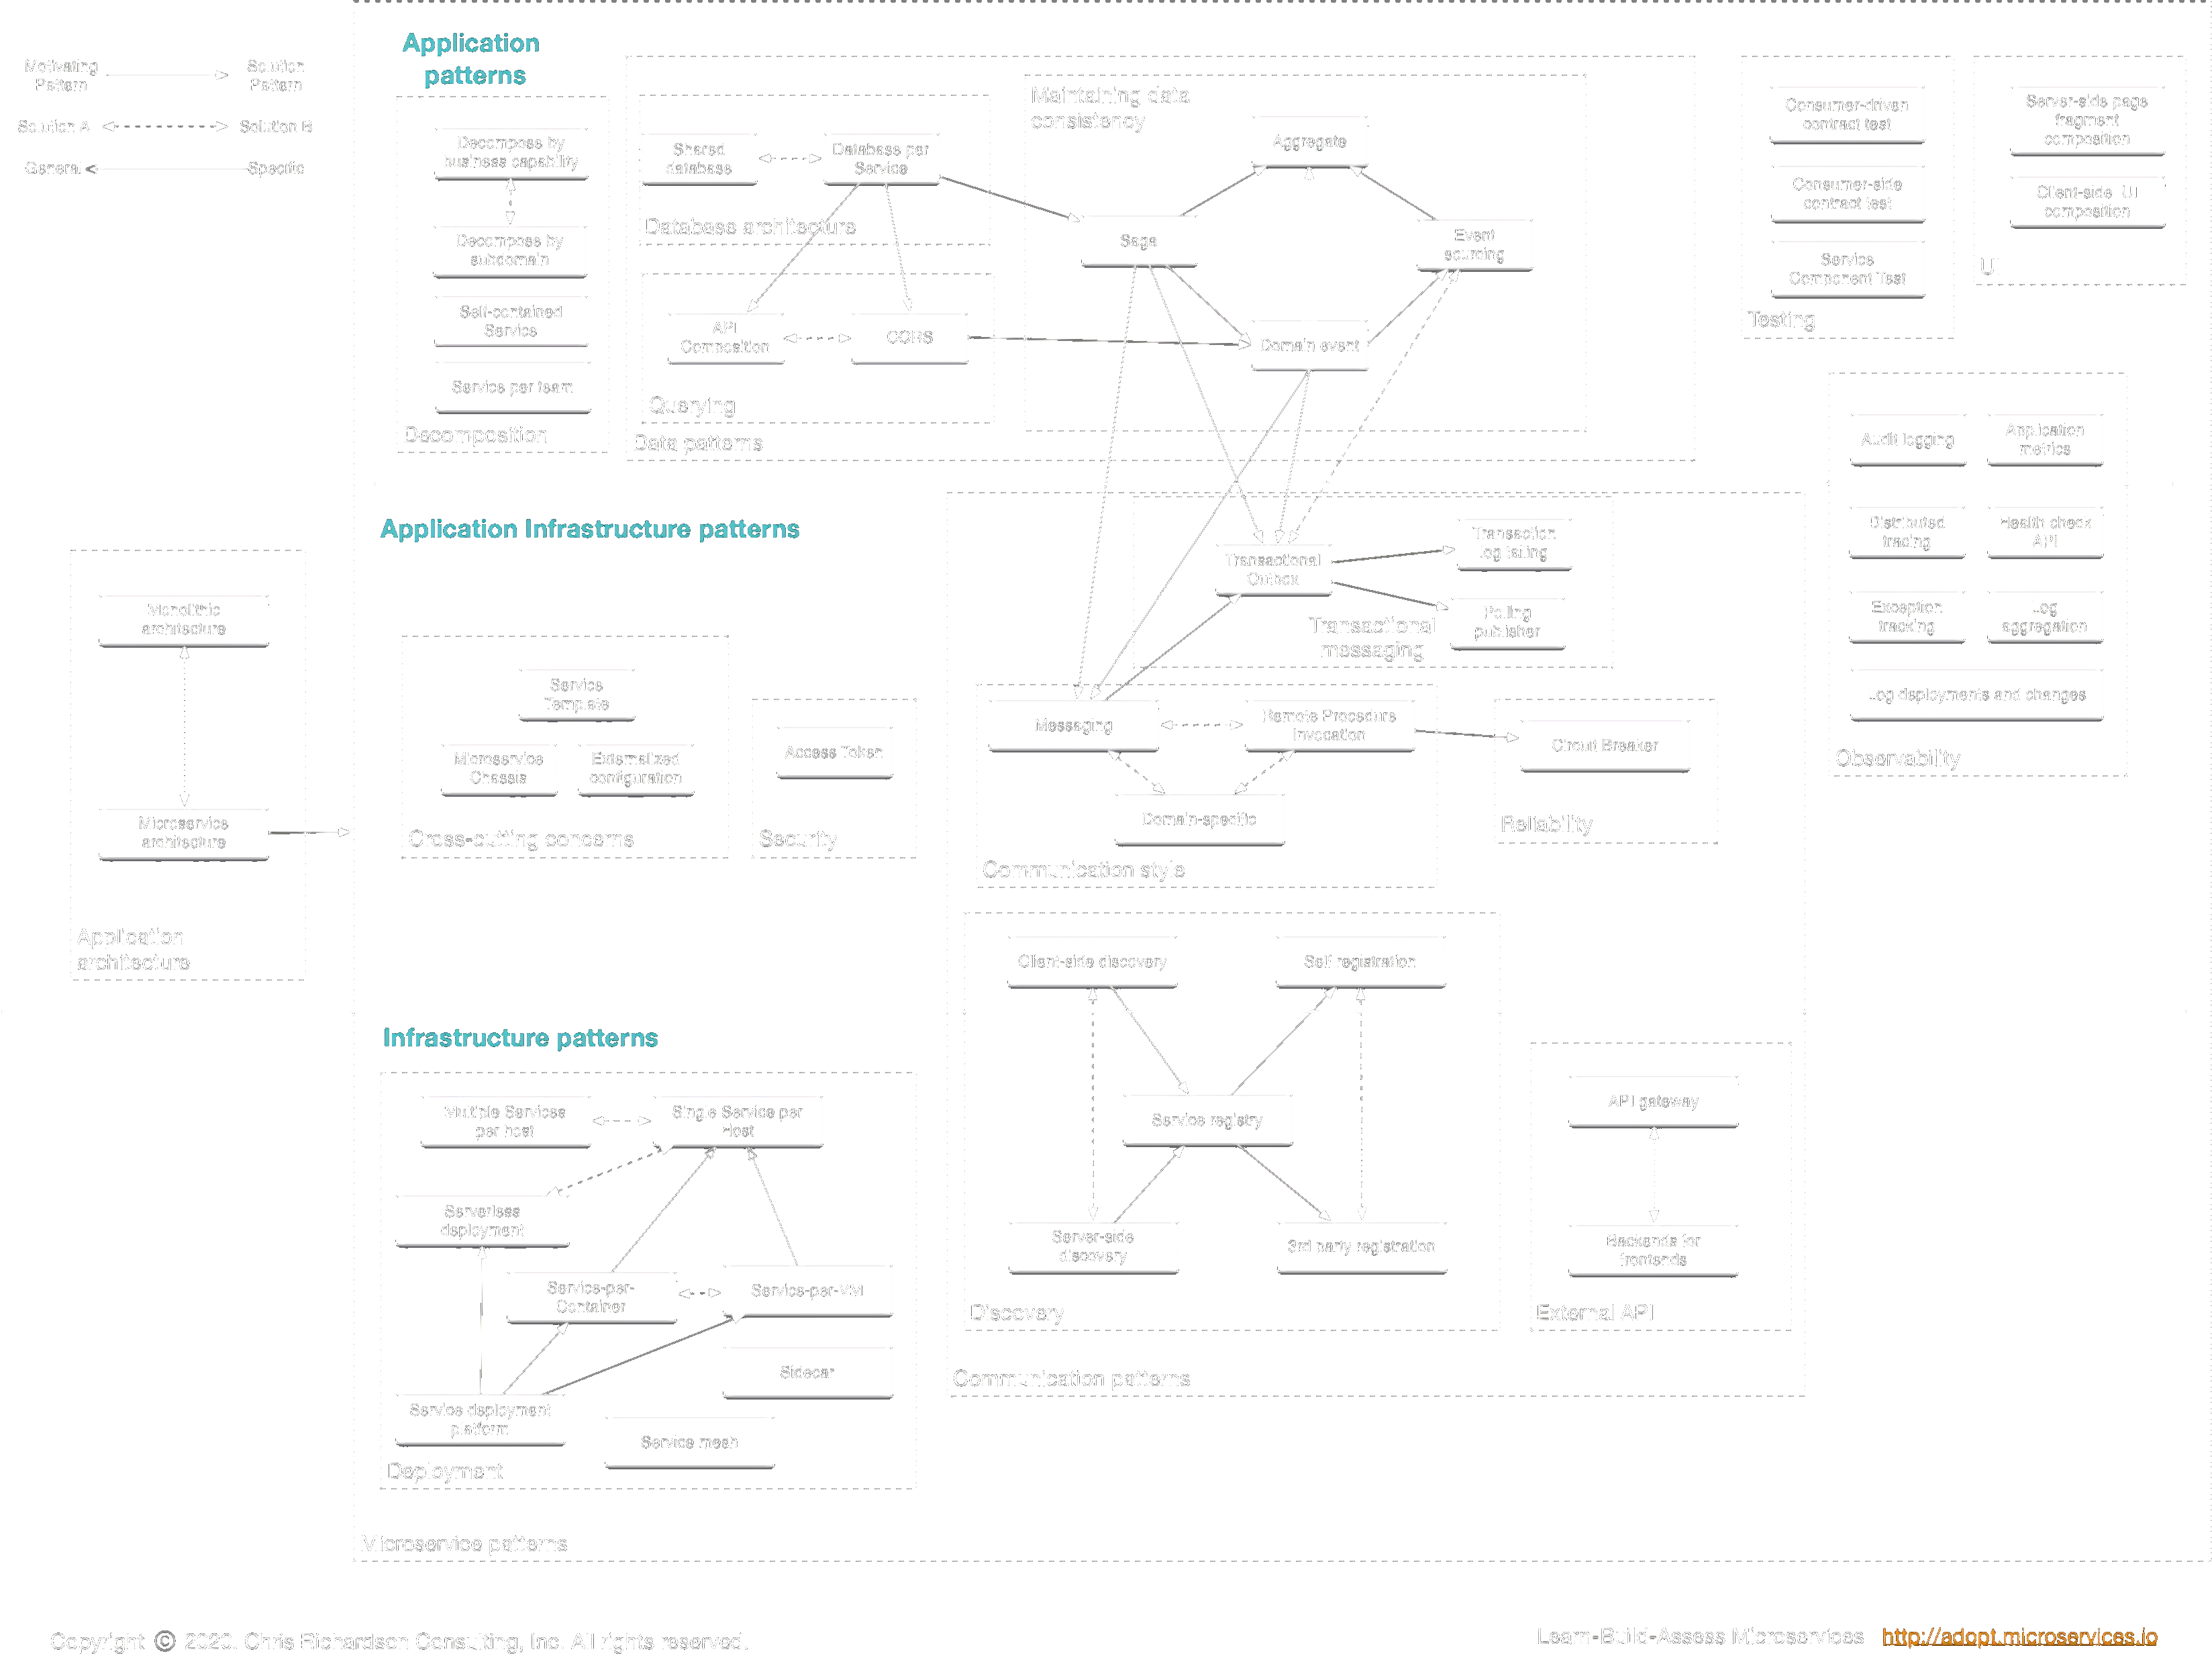 Motivating
Pattern
Solution
Pattern
Solution A
Solution B
General
Specific
Application
patterns
Decompose by
business capability
Decompose by
subdomain
Self-contained
Service
Service per team
Decomposition
Shared
database
Database per
Service
Database architecture
API
Composition
CQRS
Querying
Data patterns
Maintaining data
consistency
Aggregate
Saga
Event
sourcing
Domain event
Consumer-driven
contract test
Consumer-side
contract test
Service
Component Test
Testing
Server-side page
fragment
composition
Client-side UI
composition
UI
Audit logging
Application
metrics
Distributed
tracing
Health check
API
Exception
tracking
Log
aggregation
Log deployments and changes
Observability
Application Infrastructure patterns
Monolithic
architecture
Microservice
architecture
Application
architecture
Service
Template
Microservice
Chassis
Externalized
configuration
Cross-cutting concerns
Access Token
Security
Transactional
Outbox
Transaction
log tailing
Polling
publisher
Transactional
messaging
Messaging
Remote Procedure
Invocation
Domain-specific
Communication style
Circuit Breaker
Reliability
Client-side discovery
Self registration
Service registry
Server-side
discovery
3rd party registration
Discovery
API gateway
Backends for
frontends
External API
Communication patterns
Infrastructure patterns
Multiple Services
per host
Single Service per
Host
Serverless
deployment
Service-per-
Container
Service-per-VM
Sidecar
Service deployment
platform
Service mesh
Deployment
Microservice patterns
Copyright © 2020. Chris Richardson Consulting, Inc. All rights reserved.
Learn-Build-Assess Microservices http://adopt.microservices.io